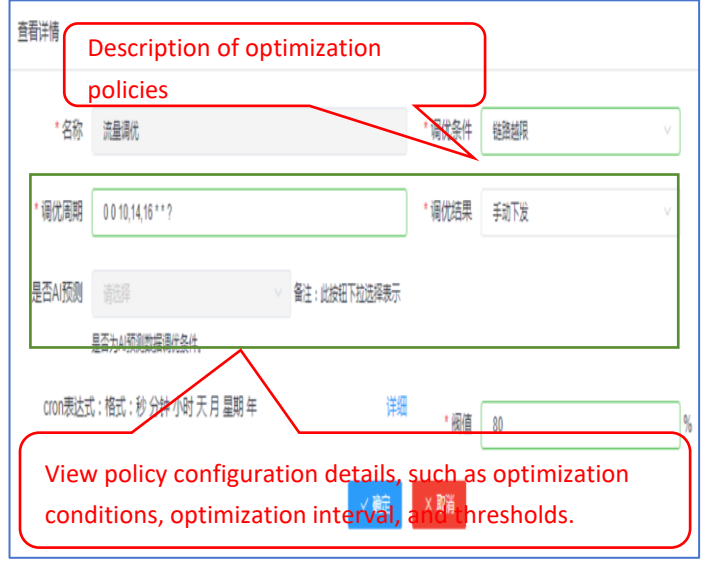 查看详情
Description of optimization
policies
*名称 流量调优 *调优条件 链路越限
*调优周期 0 0 10,14,16 * * ? *调优结果 手动下发
是否AI预测 请选择 备注：此按钮下拉选择表示
是否为AI预测数据调优条件。
cron表达式：格式：秒 分钟 小时 天 月 星期 年 详细 *阀值 80 %
View policy configuration details, such as optimization
conditions, optimization interval, and thresholds.
确定 取消